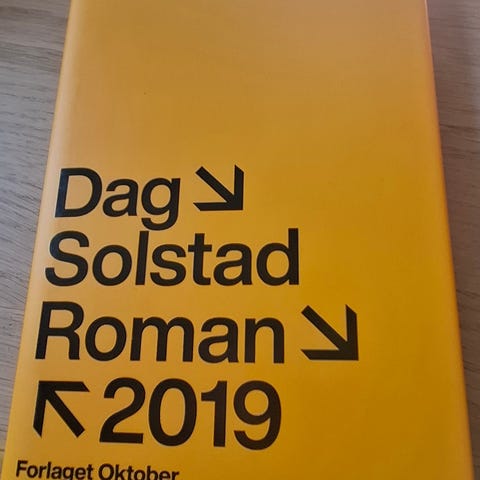 Dag ↘
Solstad
Roman ↘
↖ 2019
Forlaget Oktober